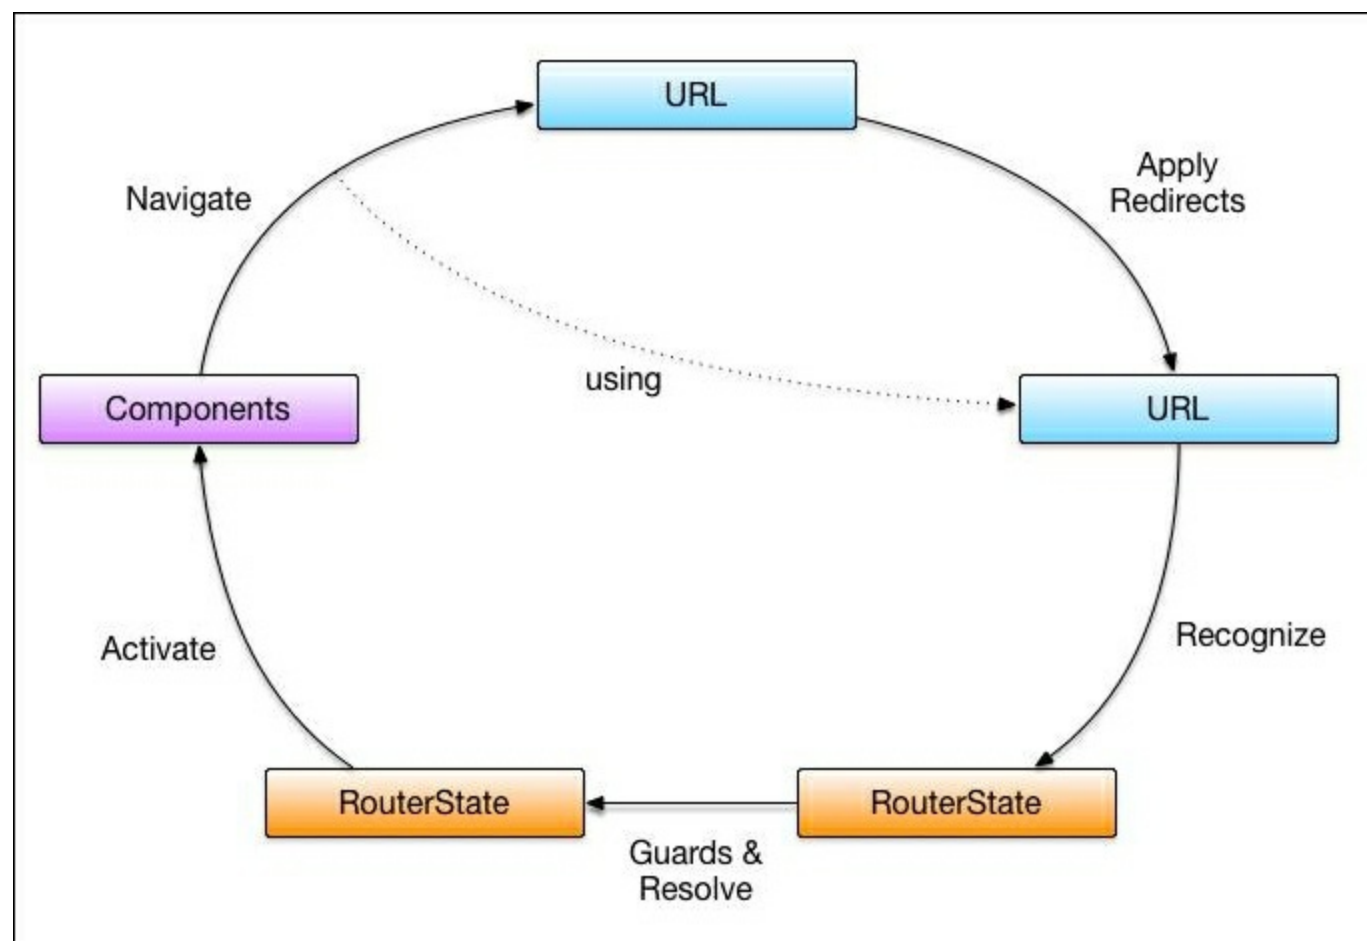 URL
Apply
Redirects
Navigate
using
Components
URL
Recognize
Activate
RouterState
RouterState
Guards &
Resolve